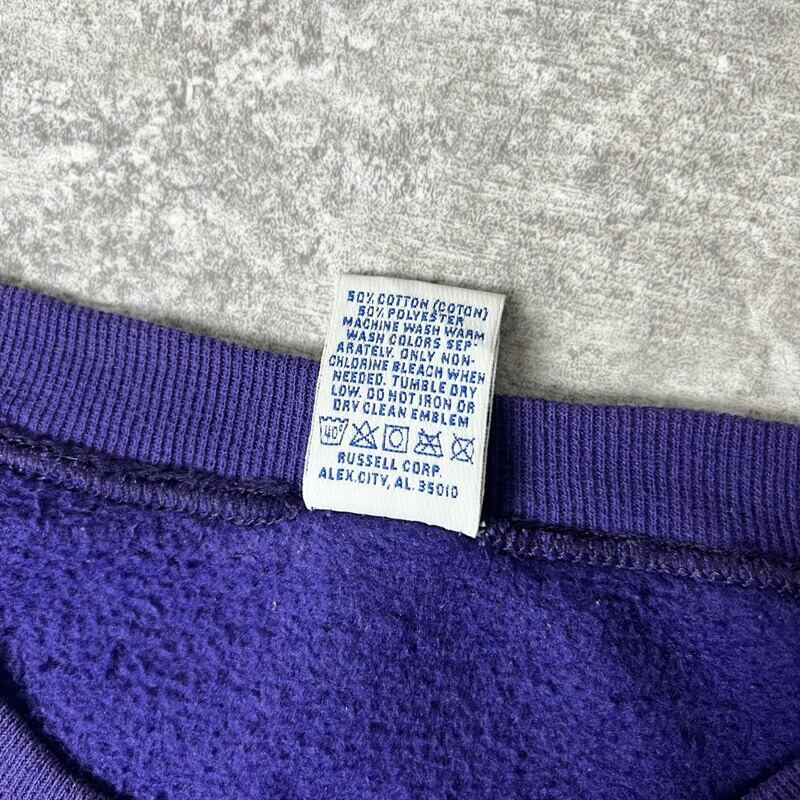 50% COTTON (COTON)
50% POLYESTER
MACHINE WASH WARM
WASH COLORS SEP-
ARATELY. ONLY NON-
CHLORINE BLEACH WHEN
NEEDED. TUMBLE DRY
LOW. DO NOT IRON OR
DRY CLEAN EMBLEM
40°
RUSSELL CORP.
ALEX.CITY, AL. 35010